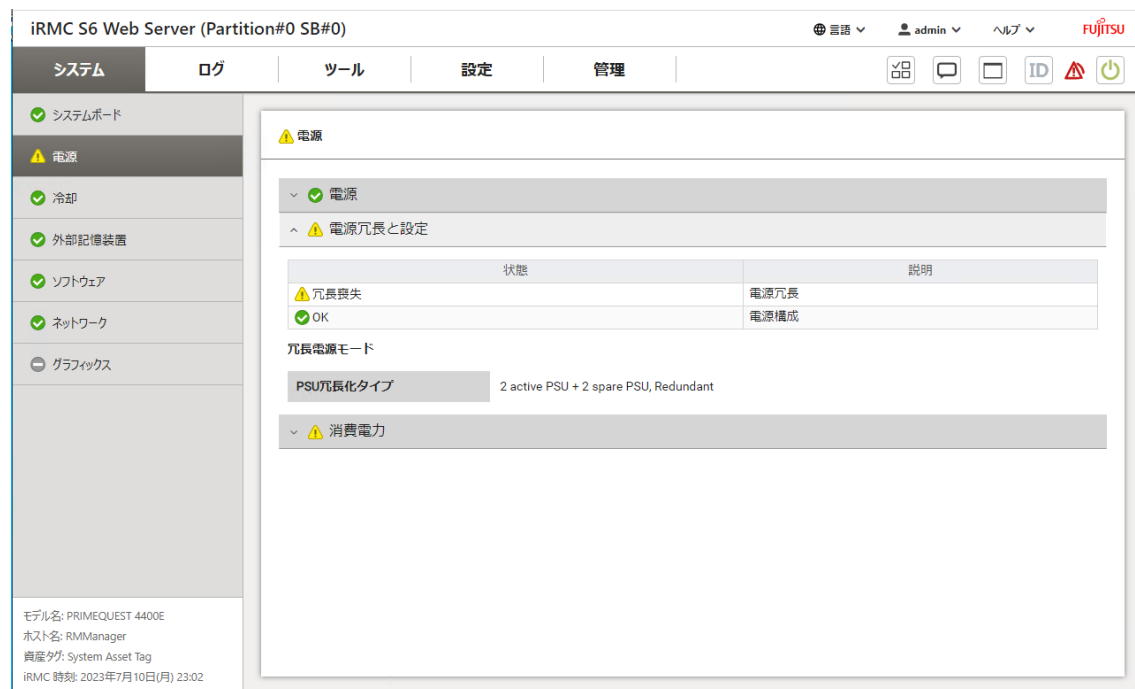 iRMC S6 Web Server (Partition#0 SB#0)
言語 admin ヘルプ FUJITSU
システム ログ ツール 設定 管理 ID
システムボード
電源
冷却
外部記憶装置
ソフトウェア
ネットワーク
グラフィックス
電源
電源
電源冗長と設定
状態 説明
冗長喪失 電源冗長
OK 電源構成
冗長電源モード
PSU冗長化タイプ 2 active PSU + 2 spare PSU, Redundant
消費電力
モデル名: PRIMEQUEST 4400E
ホスト名: RMManager
資産タグ: System Asset Tag
iRMC 時刻: 2023年7月10日(月) 23:02